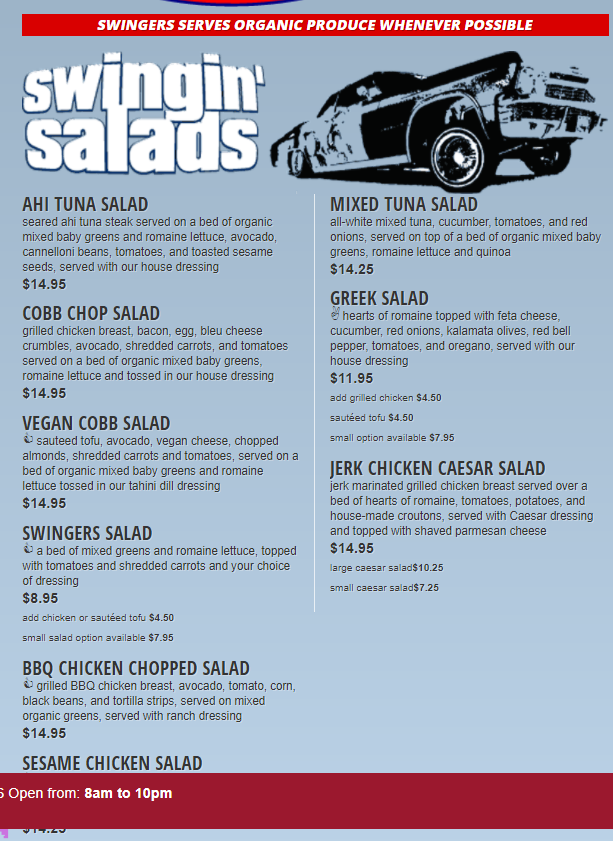 SWINGERS SERVES ORGANIC PRODUCE WHENEVER POSSIBLE
swingin'
salads
AHI TUNA SALAD
seared ahi tuna steak served on a bed of organic
mixed baby greens and romaine lettuce, avocado,
cannelloni beans, tomatoes, and toasted sesame
seeds, served with our house dressing
$14.95
COBB CHOP SALAD
grilled chicken breast, bacon, egg, bleu cheese
crumbles, avocado, shredded carrots, and tomatoes
served on a bed of organic mixed baby greens,
romaine lettuce and tossed in our house dressing
$14.95
VEGAN COBB SALAD
sauteed tofu, avocado, vegan cheese, chopped
almonds, shredded carrots and tomatoes, served on a
bed of organic mixed baby greens and romaine
lettuce tossed in our tahini dill dressing
$14.95
SWINGERS SALAD
a bed of mixed greens and romaine lettuce, topped
with tomatoes and shredded carrots and your choice
of dressing
$8.95
add chicken or sautéed tofu $4.50
small salad option available $7.95
BBQ CHICKEN CHOPPED SALAD
grilled BBQ chicken breast, avocado, tomato, corn,
black beans, and tortilla strips, served on mixed
organic greens, served with ranch dressing
$14.95
SESAME CHICKEN SALAD
MIXED TUNA SALAD
all-white mixed tuna, cucumber, tomatoes, and red
onions, served on top of a bed of organic mixed baby
greens, romaine lettuce and quinoa
$14.25
GREEK SALAD
hearts of romaine topped with feta cheese,
cucumber, red onions, kalamata olives, red bell
pepper, tomatoes, and oregano, served with our
house dressing
$11.95
add grilled chicken $4.50
sautéed tofu $4.50
small option available $7.95
JERK CHICKEN CAESAR SALAD
jerk marinated grilled chicken breast served over a
bed of hearts of romaine, tomatoes, potatoes, and
house-made croutons, served with Caesar dressing
and topped with shaved parmesan cheese
$14.95
large caesar salad$10.25
small caesar salad$7.25
Open from: 8am to 10pm
$14.25